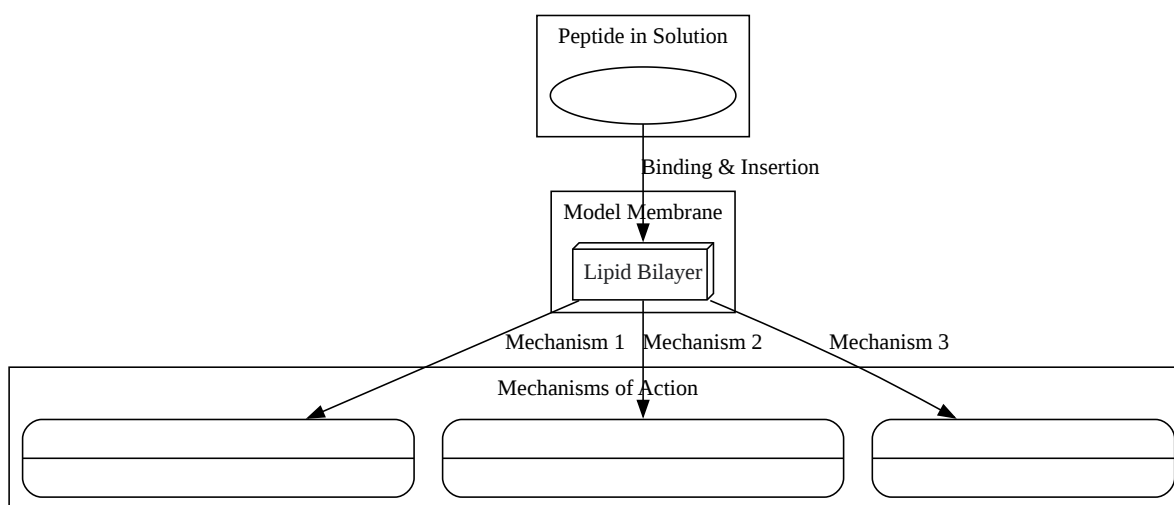 Peptide in Solution
Binding & Insertion
Model Membrane
Lipid Bilayer
Mechanism 1
Mechanism 2
Mechanism 3
Mechanisms of Action